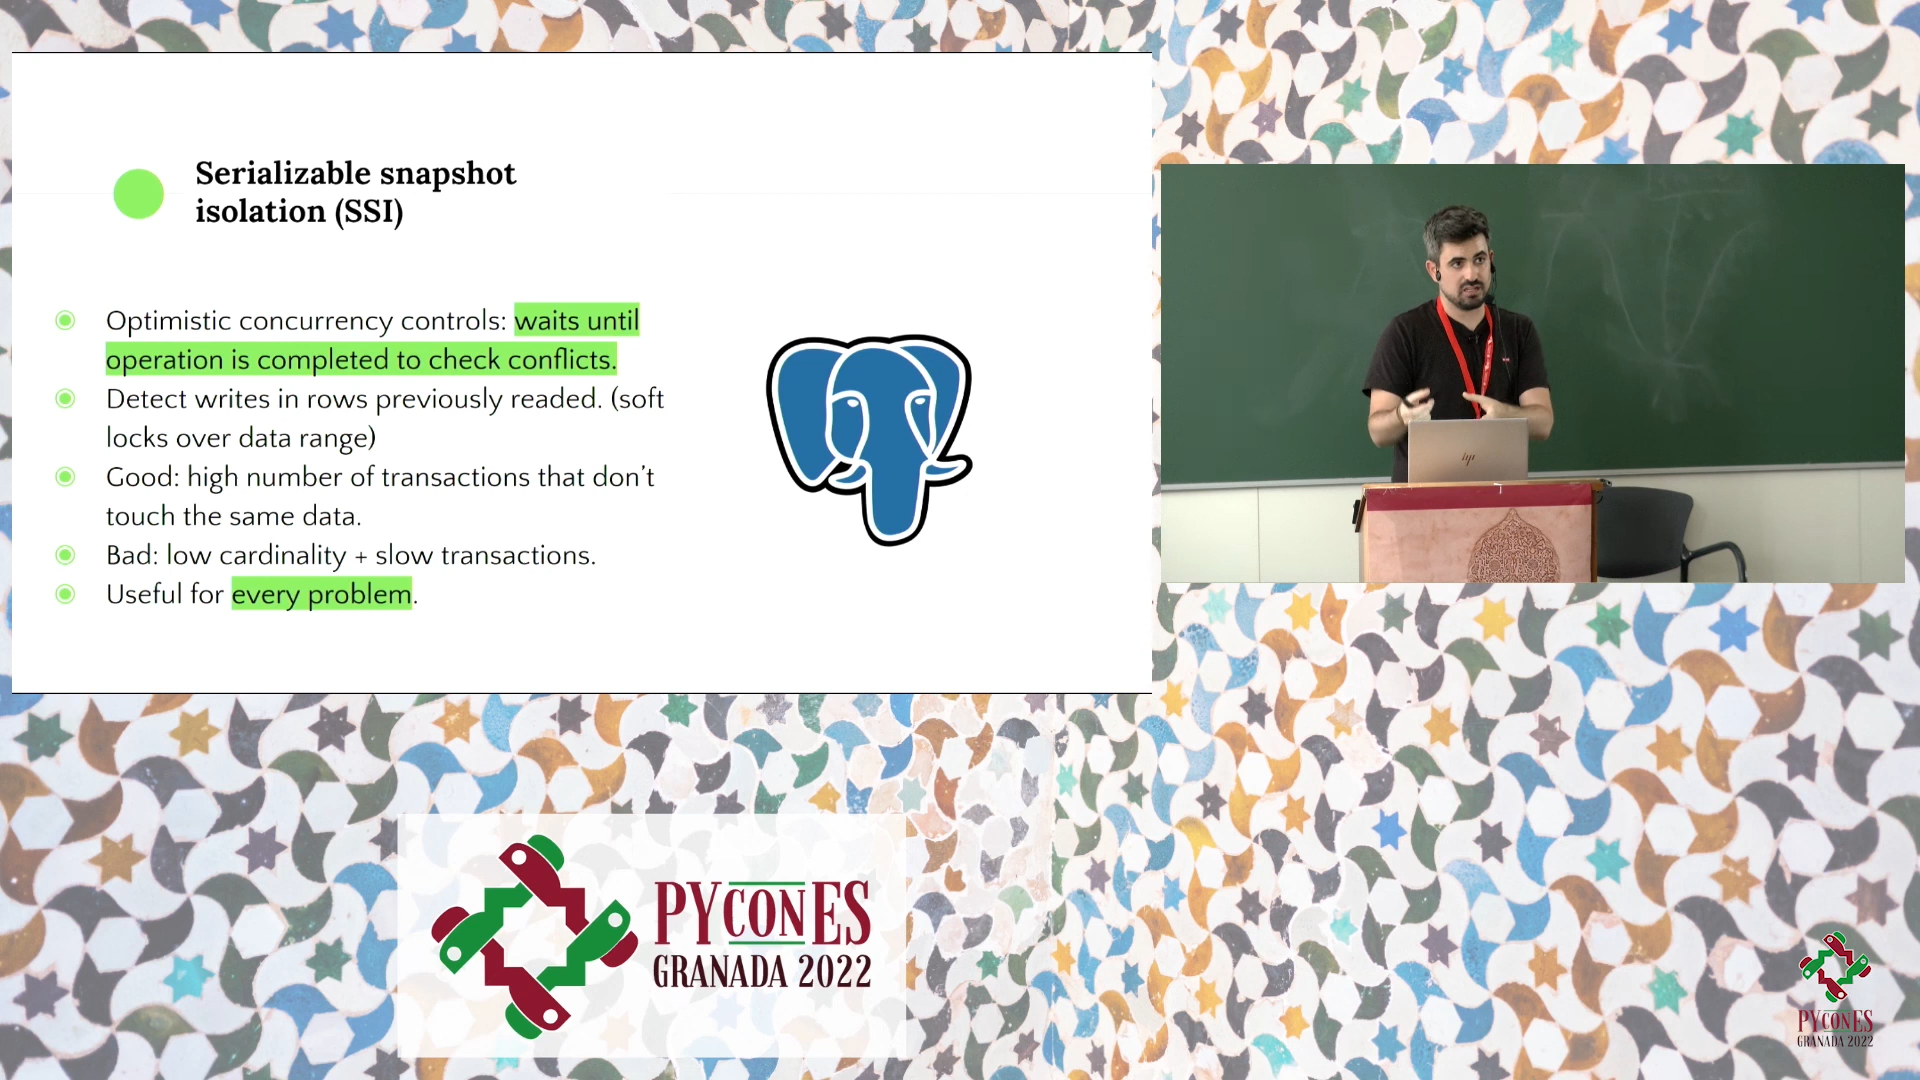 Serializable snapshot
isolation (SSI)
Optimistic concurrency controls: waits until
operation is completed to check conflicts.
Detect writes in rows previously readed. (soft
locks over data range)
Good: high number of transactions that don’t
touch the same data.
Bad: low cardinality + slow transactions.
Useful for every problem.
hp
PYCONES
GRANADA 2022
PYCONES
GRANADA 2022